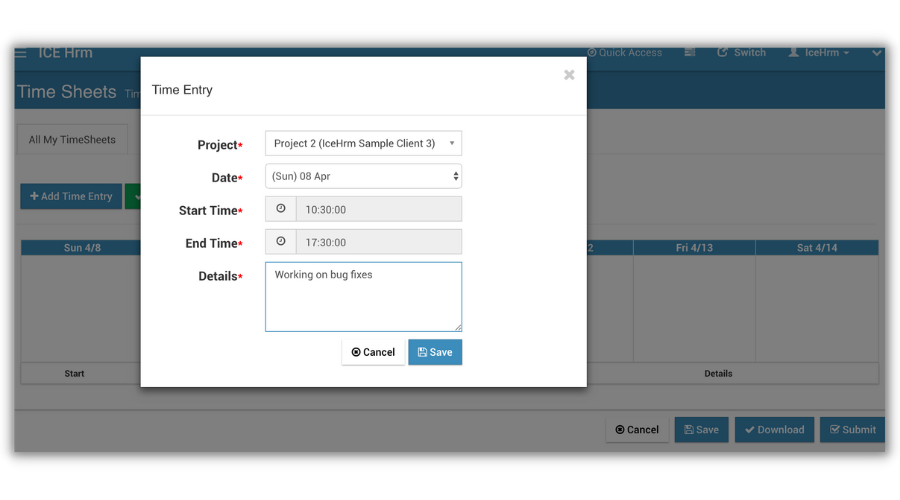 ICE Hrm
Quick Access
Switch
IceHrm
Time Sheets
Time Entry
All My TimeSheets
Project*
Project 2 (IceHrm Sample Client 3)
Date*
(Sun) 08 Apr
+ Add Time Entry
Start Time*
10:30:00
End Time*
17:30:00
Sun 4/8
Fri 4/13
Sat 4/14
Details*
Working on bug fixes
Cancel
Save
Start
Details
Cancel
Save
Download
Submit